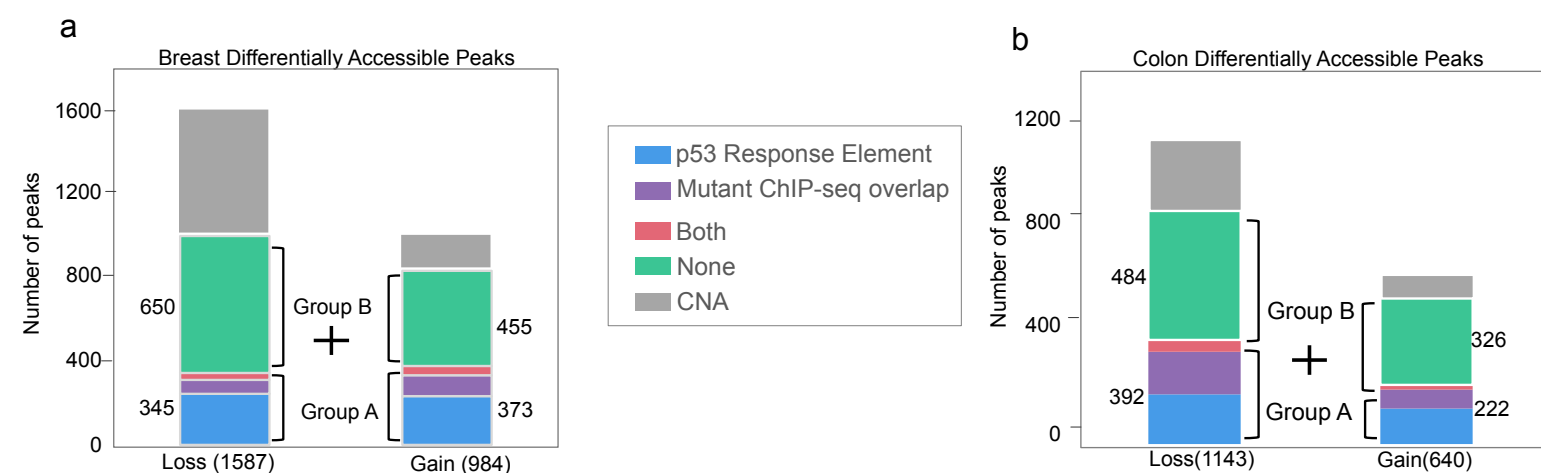 a
Breast Differentially Accessible Peaks
Number of peaks
1600
1200
800
400
0
650
345
Group B
+
Group A
455
373
Loss (1587)
Gain (984)
p53 Response Element
Mutant ChIP-seq overlap
Both
None
CNA
b
Colon Differentially Accessible Peaks
Number of peaks
1200
800
400
0
484
392
Group B
+
Group A
326
222
Loss(1143)
Gain(640)